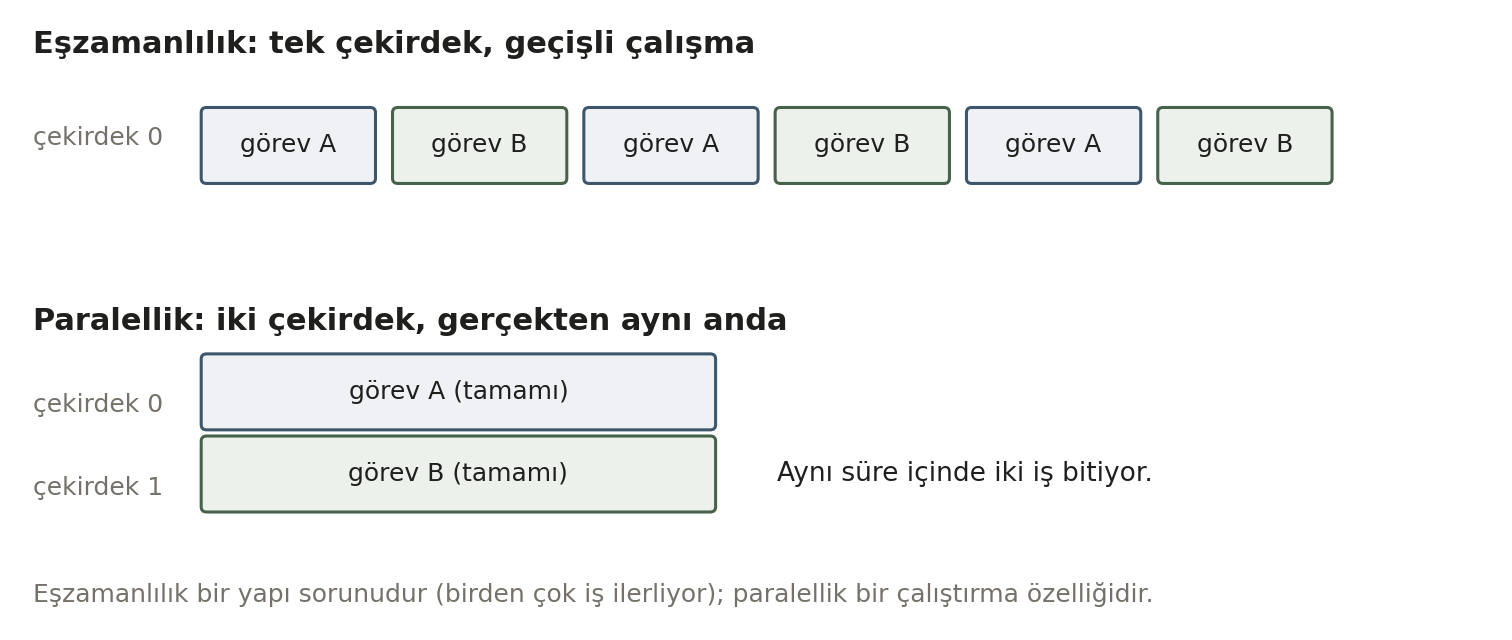 Eşzamanlılık: tek çekirdek, geçişli çalışma
çekirdek 0
görev A
görev B
görev A
görev B
görev A
görev B
Paralellik: iki çekirdek, gerçekten aynı anda
çekirdek 0
görev A (tamamı)
çekirdek 1
görev B (tamamı)
Aynı süre içinde iki iş bitiyor.
Eşzamanlılık bir yapı sorunudur (birden çok iş ilerliyor); paralellik bir çalıştırma özelliğidir.